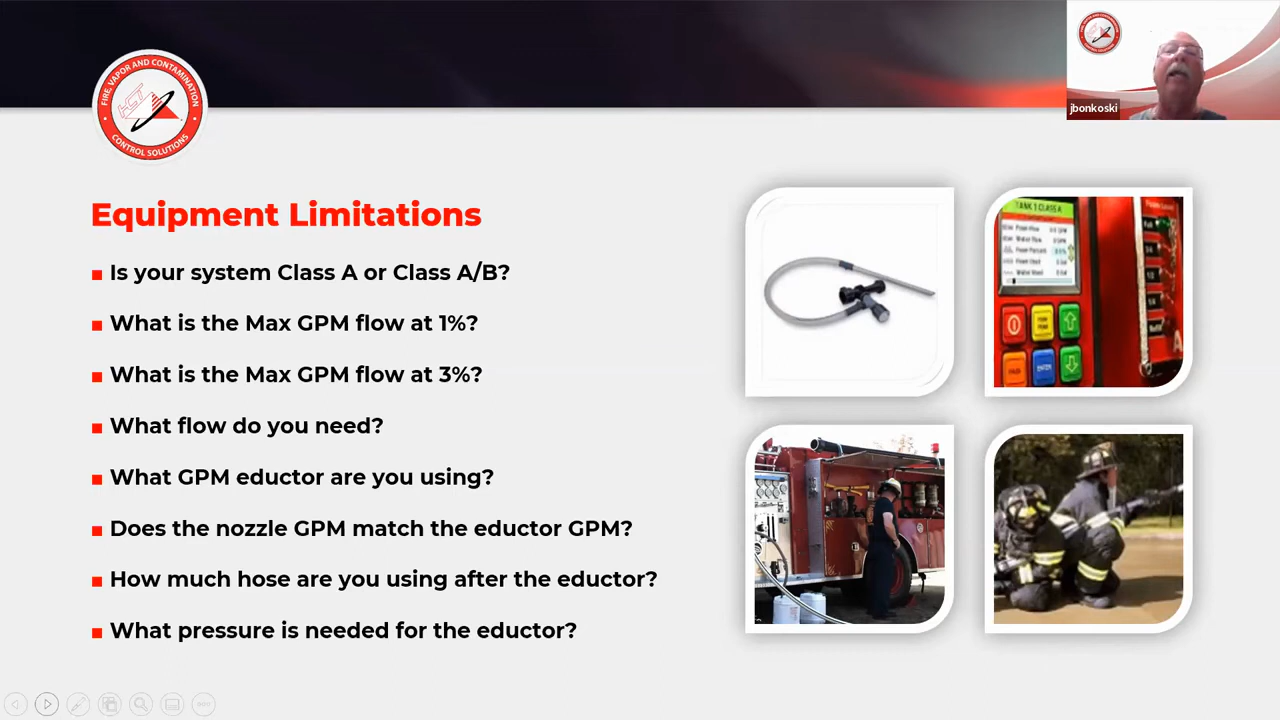 FIRE, VAPOR AND CONTAMINATION
HCT
CONTROL SOLUTIONS
jbonkoski
Equipment Limitations
Is your system Class A or Class A/B?
What is the Max GPM flow at 1%?
What is the Max GPM flow at 3%?
What flow do you need?
What GPM eductor are you using?
Does the nozzle GPM match the eductor GPM?
How much hose are you using after the eductor?
What pressure is needed for the eductor?
TANK 1 CLASS A